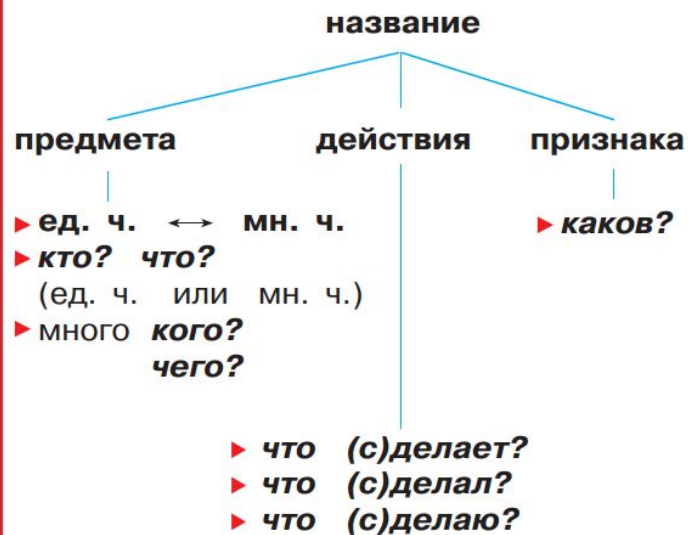 название
предмета действия признака
ед. ч. ↔ мн. ч.
каков?
кто? что?
(ед. ч. или мн. ч.)
много кого?
чего?
что (с)делает?
что (с)делал?
что (с)делаю?